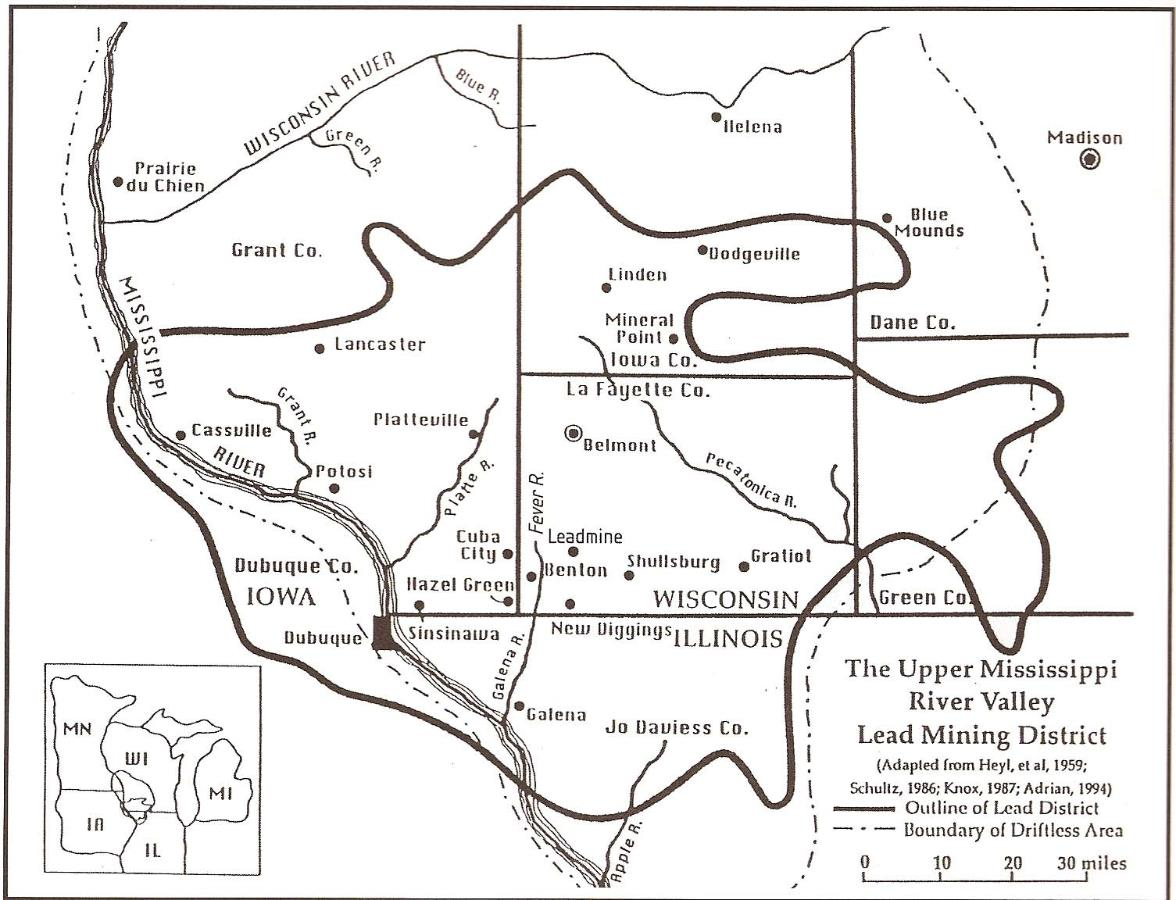 WISCONSIN RIVER
Blue R.
Green R.
Helena
Madison
Prairie
du Chien
Blue
Mounds
Grant Co.
Dodgeville
Linden
MISSISSIPPI
Mineral
Point
Dane Co.
Lancaster
Iowa Co.
La Fayette Co.
Grant R.
Platteville
Cassville
Belmont
RIVER
Potosi
Platte R.
Pecatonica R.
Fever R.
Cuba
City
Leadmine
Shullsburg
Gratiot
Benton
Dubuque Co.
Hazel Green
IOWA
WISCONSIN
Green Co.
Dubuque
Sinsinawa
New Diggings
ILLINOIS
Galena R.
Galena
Jo Daviess Co.
Apple R.
MN
WI
MI
IA
IL
The Upper Mississippi
River Valley
Lead Mining District
(Adapted from Heyl, et al, 1959;
Schultz, 1986; Knox, 1987; Adrian, 1994)
Outline of Lead District
Boundary of Driftless Area
0 10 20 30 miles